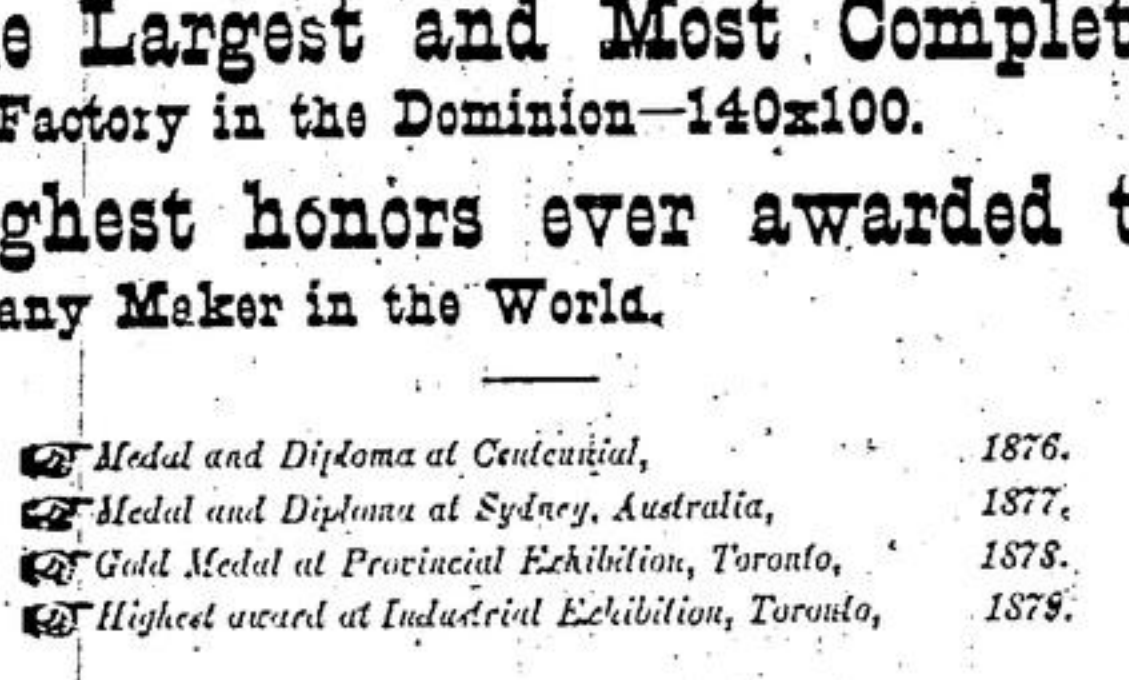 e Largest and Most Complet
Factory in the Dominion—140x100.
ghest honors ever awarded t
any Maker in the World.
☞ Medal and Diploma at Centennial, 1876.
☞ Medal and Diploma at Sydney, Australia, 1877.
☞ Gold Medal at Provincial Exhibition, Toronto, 1878.
☞ Highest award at Industrial Exhibition, Toronto, 1879.